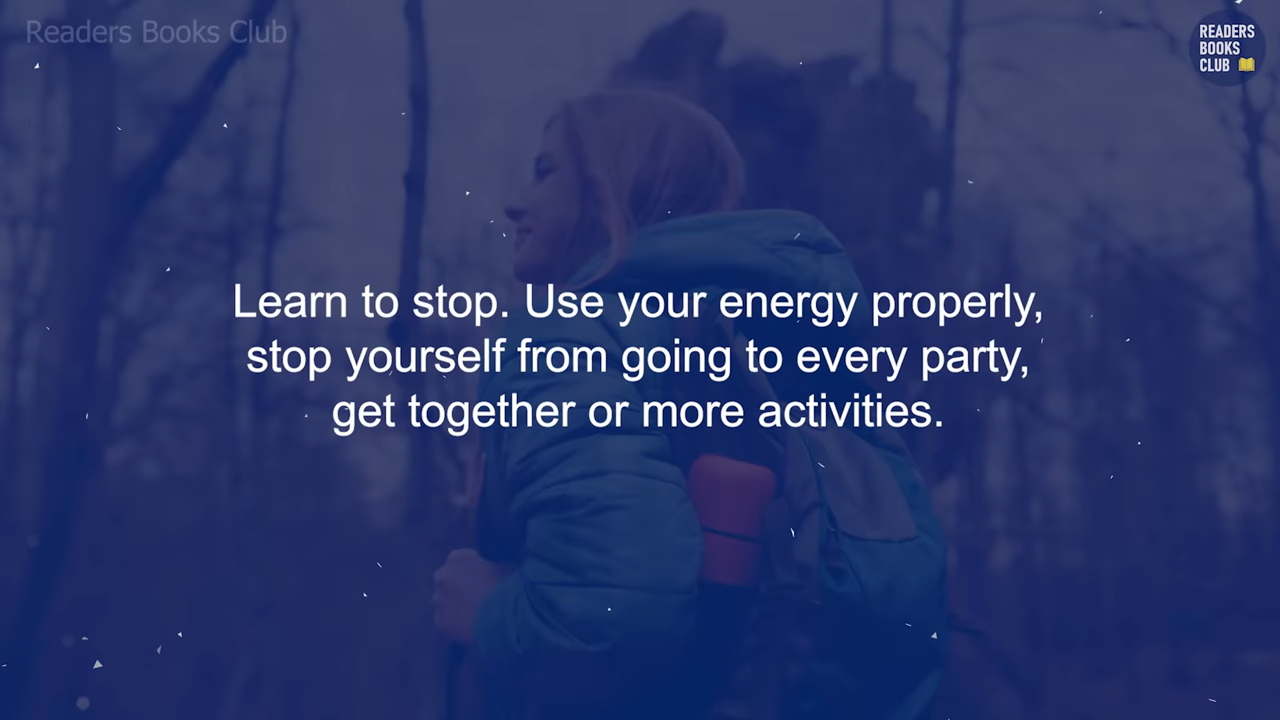 Readers Books Club
READERS
BOOKS
CLUB
Learn to stop. Use your energy properly,
stop yourself from going to every party,
get together or more activities.